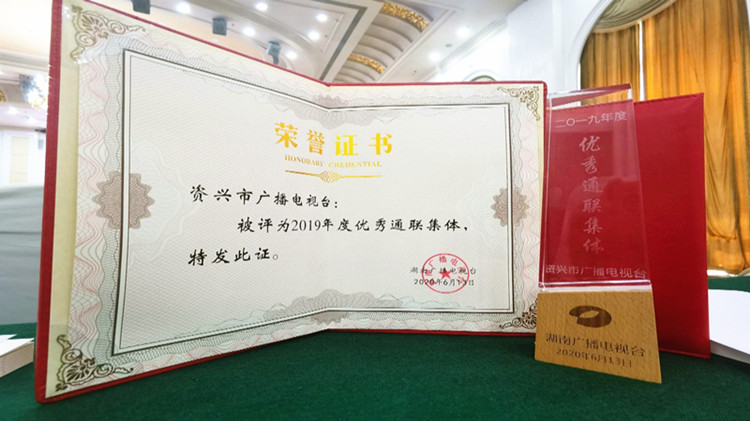 荣誉证书
HONORARY CREDENTIAL
资兴市广播电视台：
被评为2019年度优秀通联集体，
特发此证。
湖南广播电视台
2020年6月13日
二〇一九年度
优秀通联集体
资兴市广播电视台
湖南广播电视台
2020年6月13日